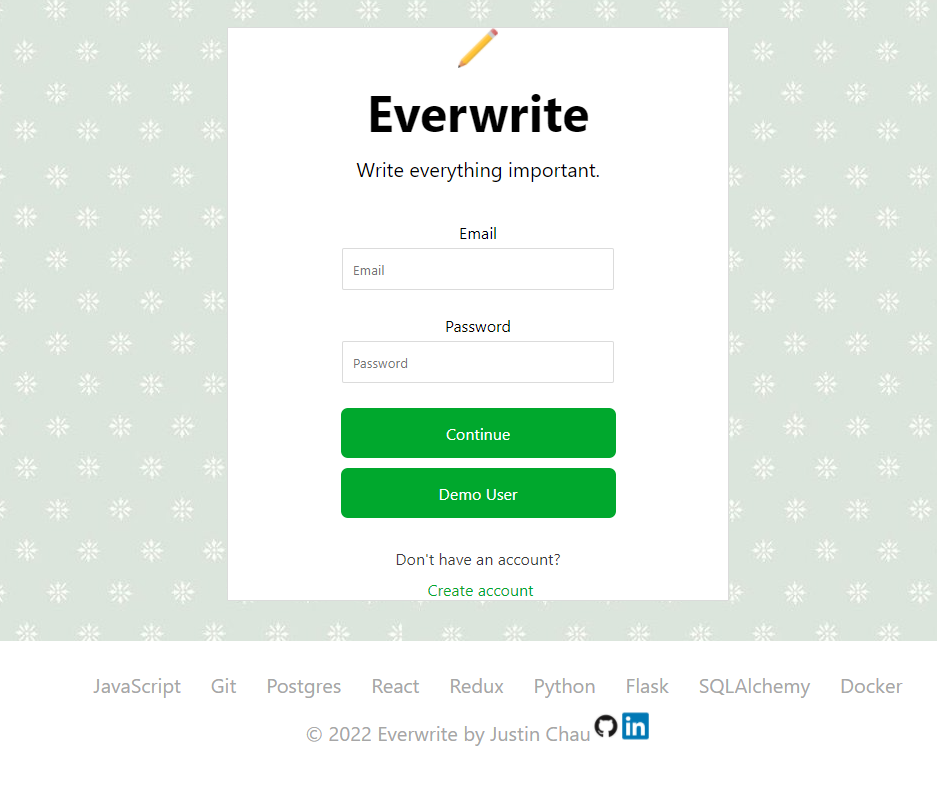 Everwrite
Write everything important.
Email
Email
Password
Password
Continue
Demo User
Don't have an account?
Create account
JavaScript Git Postgres React Redux Python Flask SQLAlchemy Docker
© 2022 Everwrite by Justin Chau in